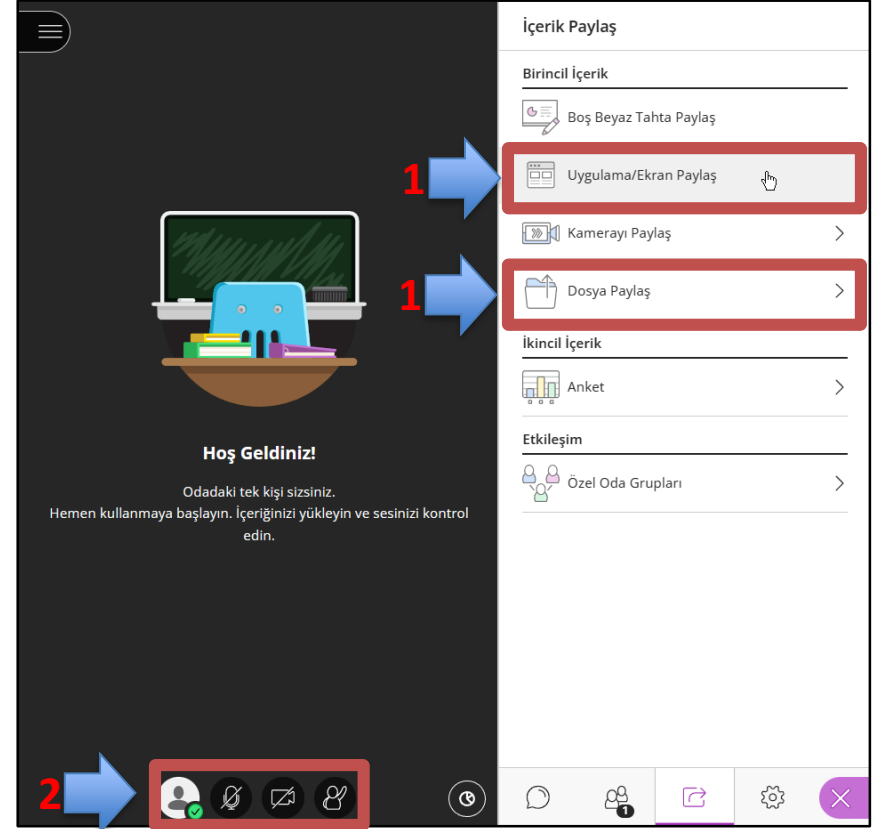 İçerik Paylaş
Birincil İçerik
Boş Beyaz Tahta Paylaş
1
Uygulama/Ekran Paylaş
Kamerayı Paylaş
1
Dosya Paylaş
İkincil İçerik
Anket
Etkileşim
Özel Oda Grupları
Hoş Geldiniz!
Odadaki tek kişi sizsiniz.
Hemen kullanmaya başlayın. İçeriğinizi yükleyin ve sesinizi kontrol
edin.
2
1